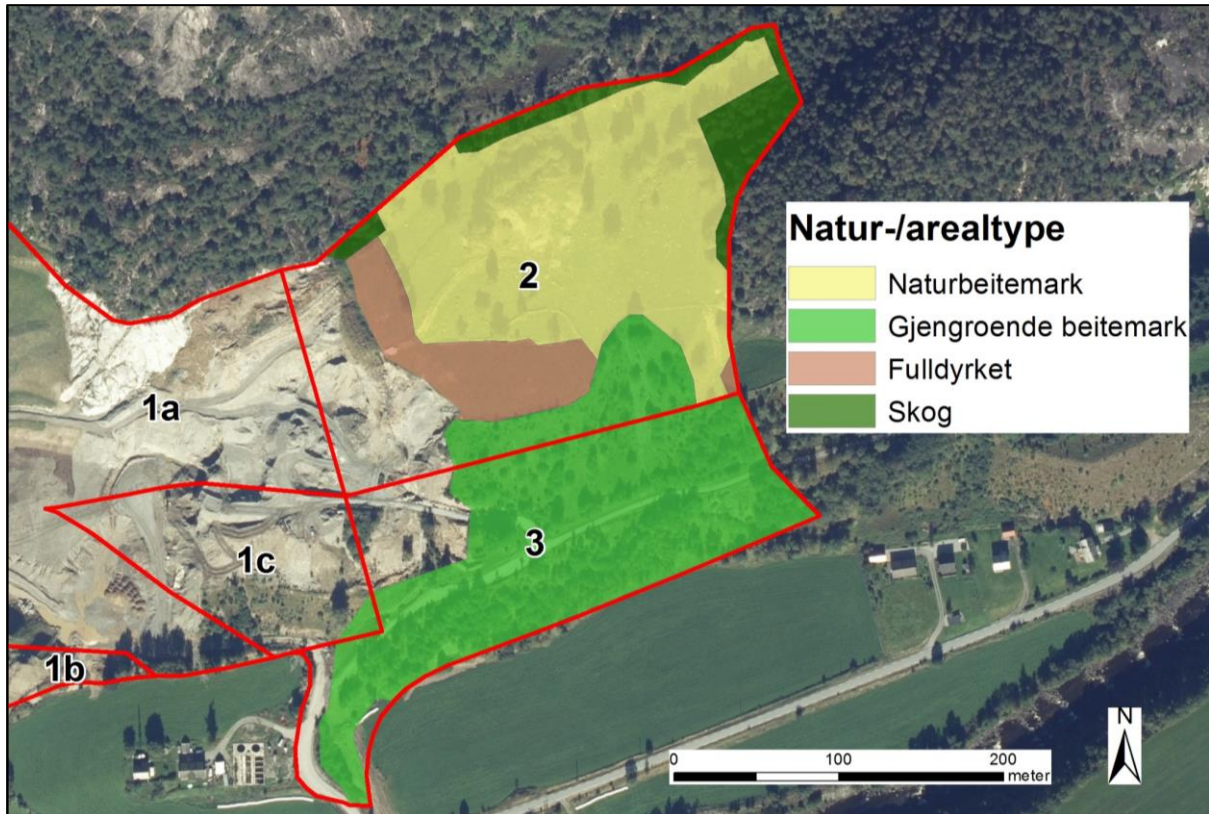 2
Natur-/arealtype
Naturbeitemark
Gjengroende beitemark
Fulldyrket
Skog
1a
3
1c
1b
N
0 100 200
meter